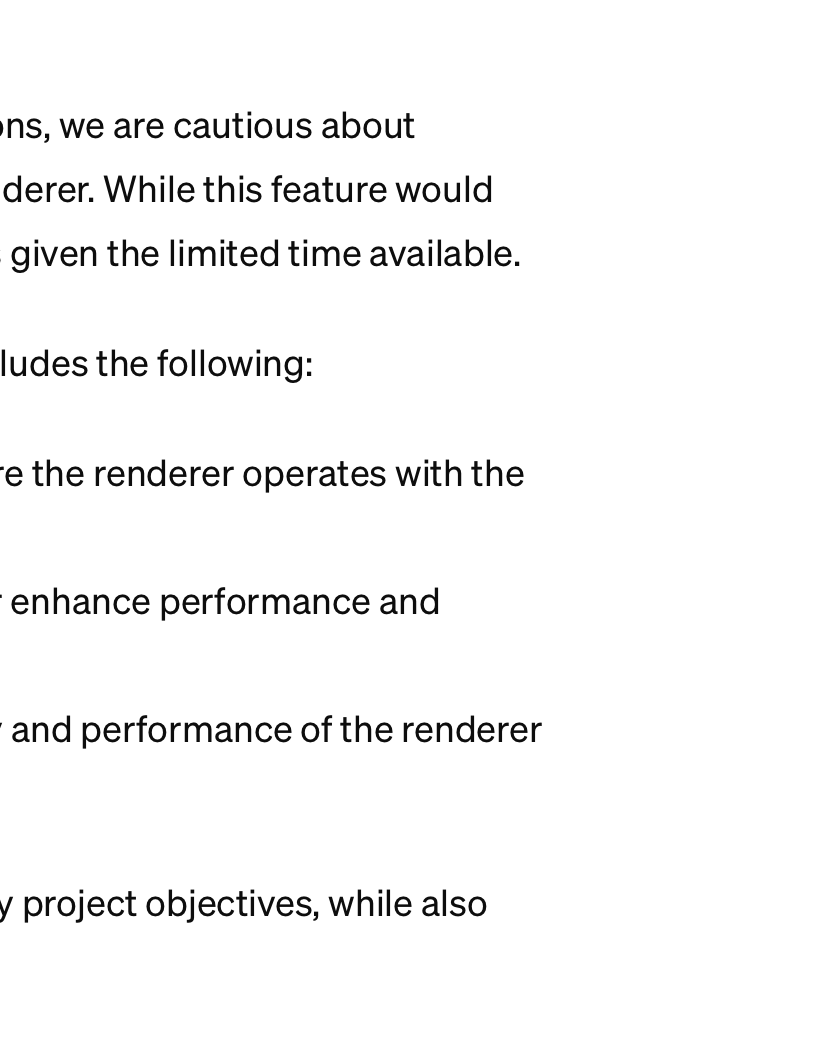 ons, we are cautious about
derer. While this feature would
given the limited time available.
ludes the following:
re the renderer operates with the
enhance performance and
and performance of the renderer
y project objectives, while also